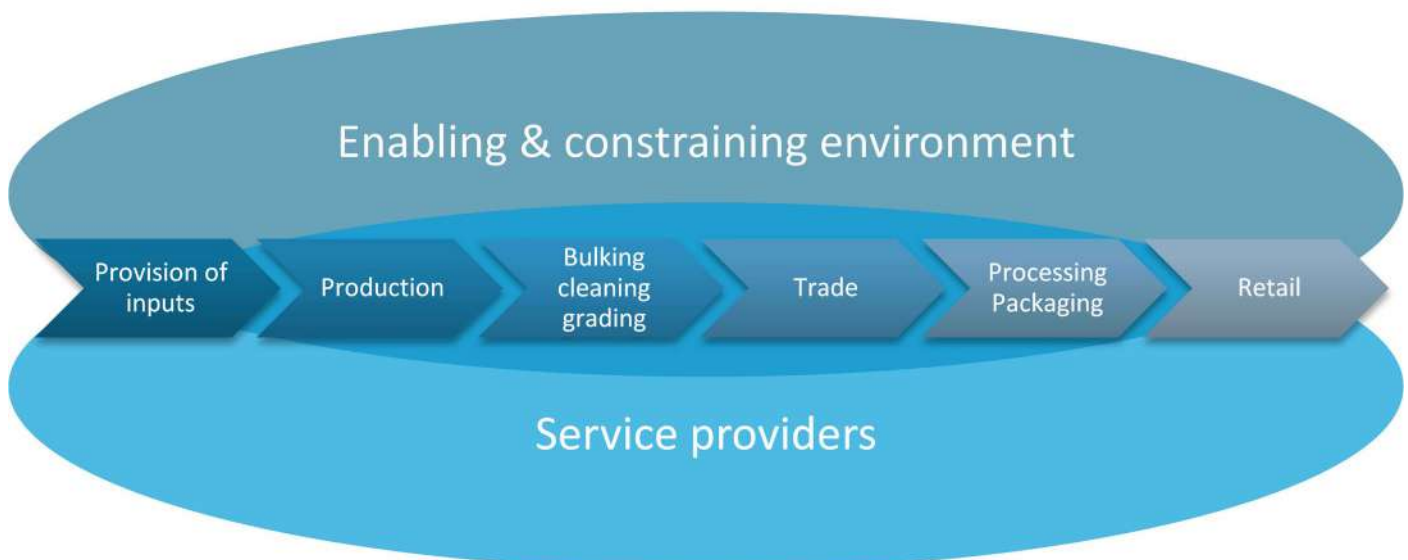 Enabling & constraining environment
Provision of
inputs
Production
Bulking
cleaning
grading
Trade
Processing
Packaging
Retail
Service providers